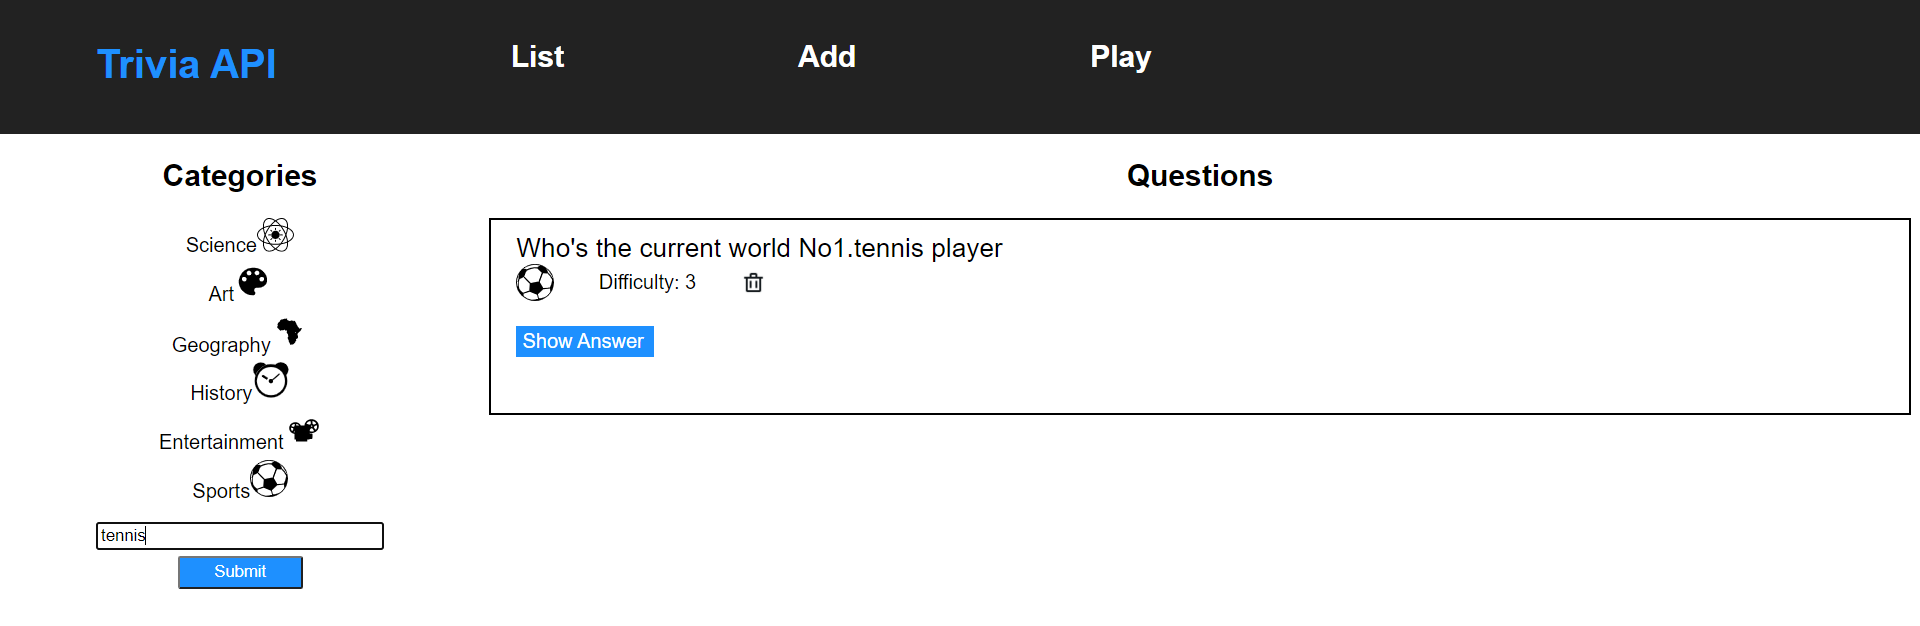 Trivia API
List
Add
Play
Categories
Science
Art
Geography
History
Entertainment
Sports
tennis
Submit
Questions
Who's the current world No1.tennis player
Difficulty: 3
Show Answer